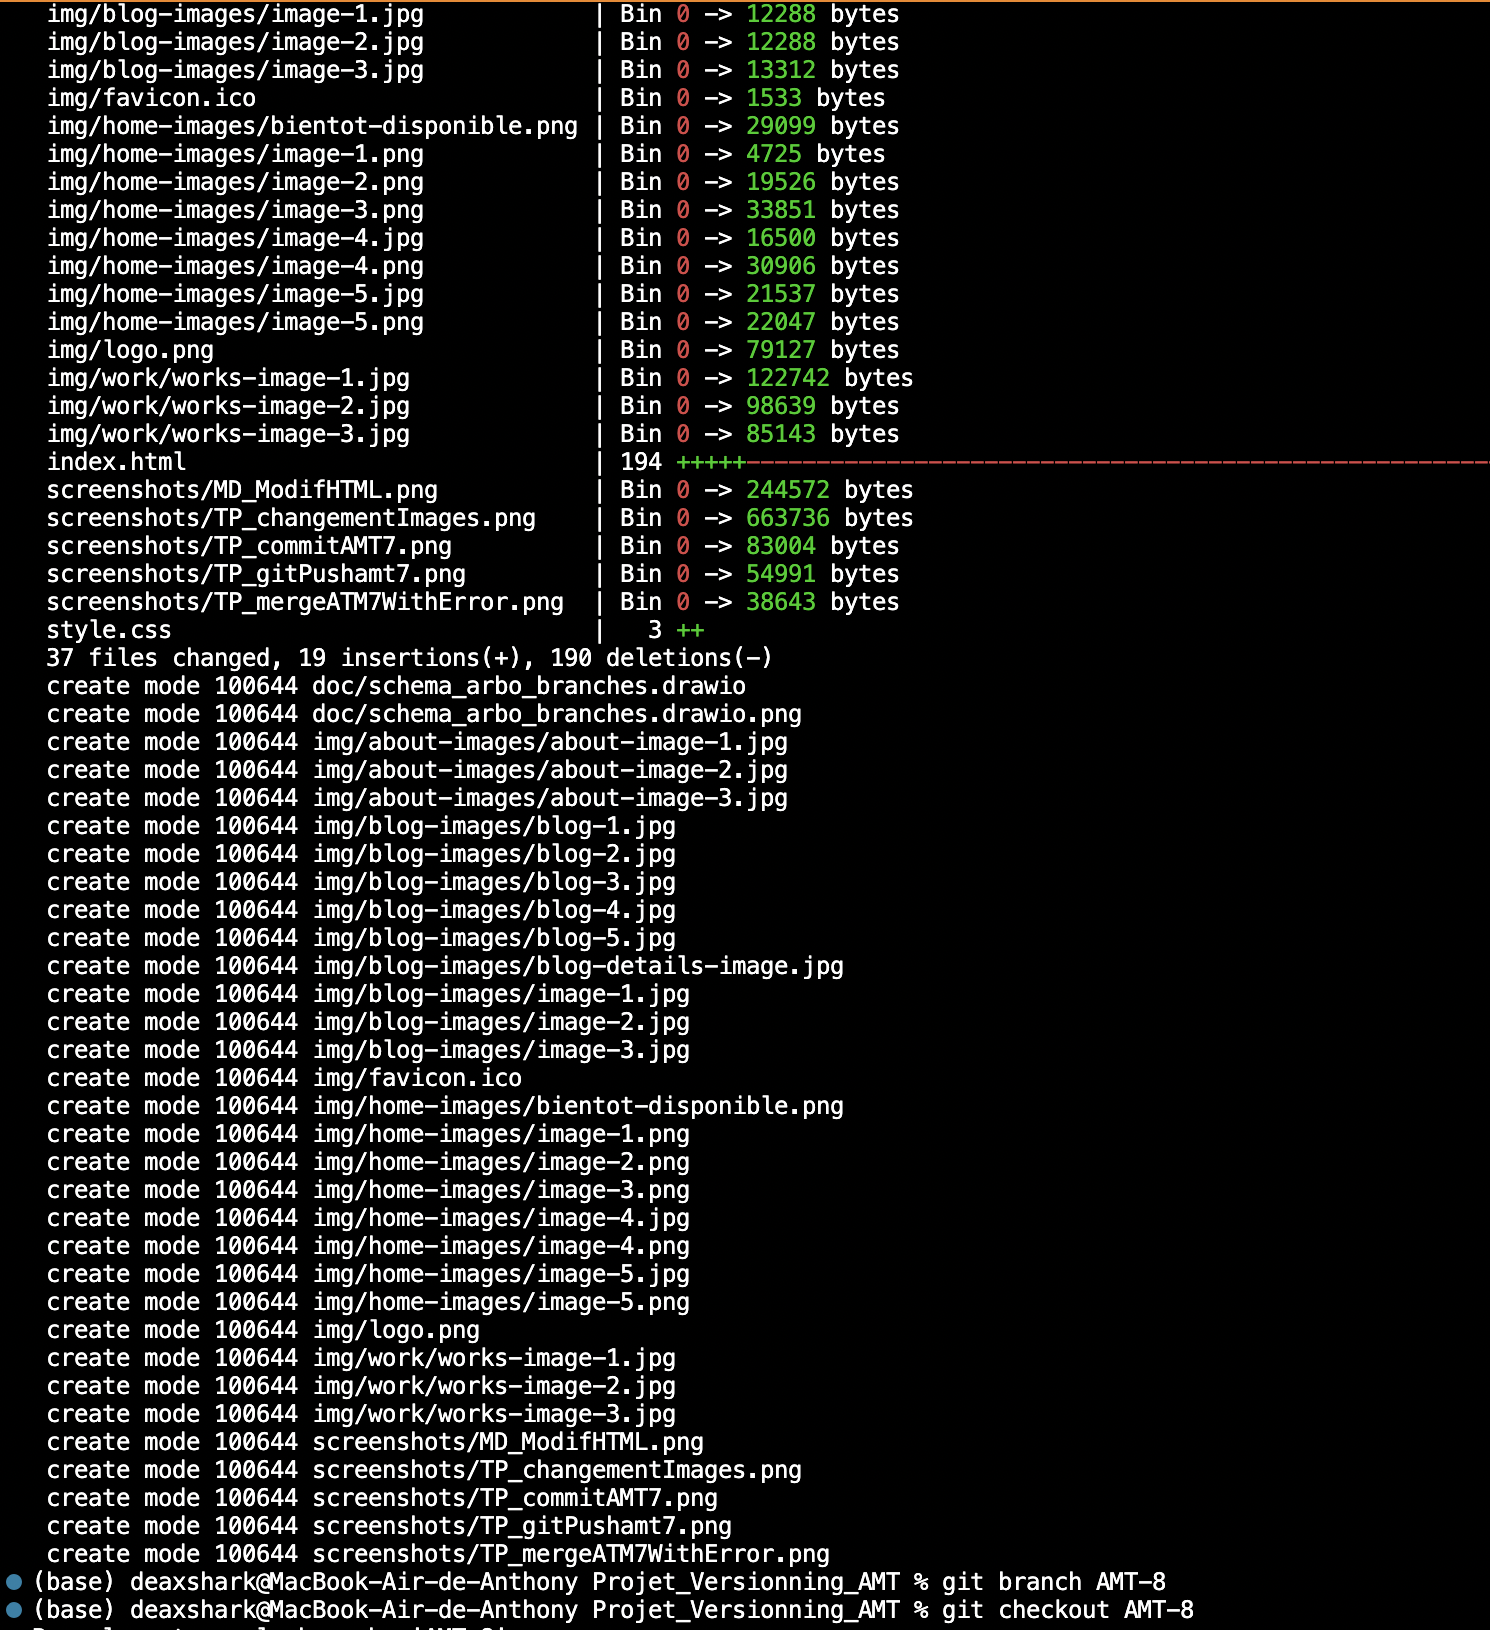 img/blog-images/image-1.jpg | Bin 0 -> 12288 bytes
img/blog-images/image-2.jpg | Bin 0 -> 12288 bytes
img/blog-images/image-3.jpg | Bin 0 -> 13312 bytes
img/favicon.ico | Bin 0 -> 1533 bytes
img/home-images/bientot-disponible.png | Bin 0 -> 29099 bytes
img/home-images/image-1.png | Bin 0 -> 4725 bytes
img/home-images/image-2.png | Bin 0 -> 19526 bytes
img/home-images/image-3.png | Bin 0 -> 33851 bytes
img/home-images/image-4.jpg | Bin 0 -> 16500 bytes
img/home-images/image-4.png | Bin 0 -> 30906 bytes
img/home-images/image-5.jpg | Bin 0 -> 21537 bytes
img/home-images/image-5.png | Bin 0 -> 22047 bytes
img/logo.png | Bin 0 -> 79127 bytes
img/work/works-image-1.jpg | Bin 0 -> 122742 bytes
img/work/works-image-2.jpg | Bin 0 -> 98639 bytes
img/work/works-image-3.jpg | Bin 0 -> 85143 bytes
index.html | 194 +++++------------------------------------------------------
screenshots/MD_ModifHTML.png | Bin 0 -> 244572 bytes
screenshots/TP_changementImages.png | Bin 0 -> 663736 bytes
screenshots/TP_commitAMT7.png | Bin 0 -> 83004 bytes
screenshots/TP_gitPushamt7.png | Bin 0 -> 54991 bytes
screenshots/TP_mergeATM7WithError.png | Bin 0 -> 38643 bytes
style.css | 3 ++
37 files changed, 19 insertions(+), 190 deletions(-)
create mode 100644 doc/schema_arbo_branches.drawio
create mode 100644 doc/schema_arbo_branches.drawio.png
create mode 100644 img/about-images/about-image-1.jpg
create mode 100644 img/about-images/about-image-2.jpg
create mode 100644 img/about-images/about-image-3.jpg
create mode 100644 img/blog-images/blog-1.jpg
create mode 100644 img/blog-images/blog-2.jpg
create mode 100644 img/blog-images/blog-3.jpg
create mode 100644 img/blog-images/blog-4.jpg
create mode 100644 img/blog-images/blog-5.jpg
create mode 100644 img/blog-images/blog-details-image.jpg
create mode 100644 img/blog-images/image-1.jpg
create mode 100644 img/blog-images/image-2.jpg
create mode 100644 img/blog-images/image-3.jpg
create mode 100644 img/favicon.ico
create mode 100644 img/home-images/bientot-disponible.png
create mode 100644 img/home-images/image-1.png
create mode 100644 img/home-images/image-2.png
create mode 100644 img/home-images/image-3.png
create mode 100644 img/home-images/image-4.jpg
create mode 100644 img/home-images/image-4.png
create mode 100644 img/home-images/image-5.jpg
create mode 100644 img/home-images/image-5.png
create mode 100644 img/logo.png
create mode 100644 img/work/works-image-1.jpg
create mode 100644 img/work/works-image-2.jpg
create mode 100644 img/work/works-image-3.jpg
create mode 100644 screenshots/MD_ModifHTML.png
create mode 100644 screenshots/TP_changementImages.png
create mode 100644 screenshots/TP_commitAMT7.png
create mode 100644 screenshots/TP_gitPushamt7.png
create mode 100644 screenshots/TP_mergeATM7WithError.png
(base) deaxshark@MacBook-Air-de-Anthony Projet_Versionning_AMT % git branch AMT-8
(base) deaxshark@MacBook-Air-de-Anthony Projet_Versionning_AMT % git checkout AMT-8